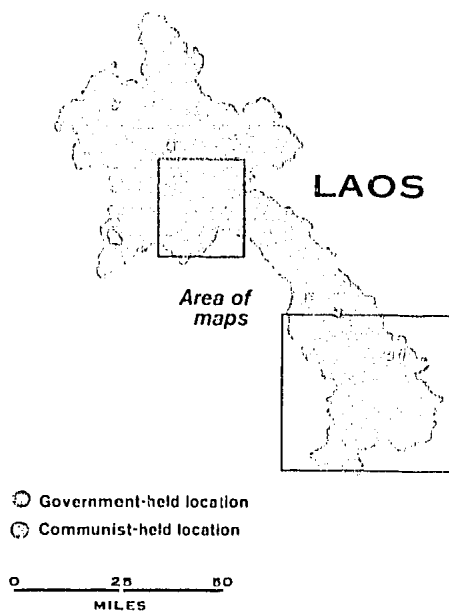 LAOS
Area of
maps
Government-held location
Communist-held location
0 25 50
MILES